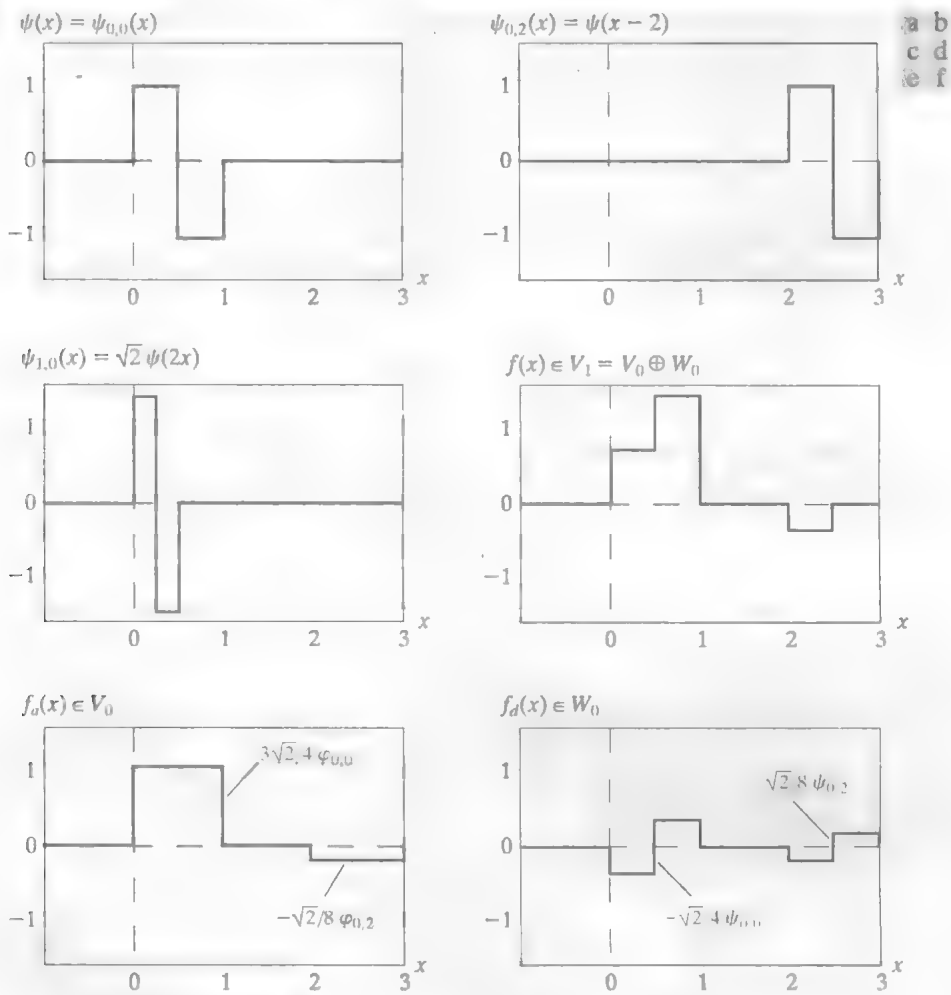 ψ(x) = ψ₀,₀(x)
ψ₀,₂(x) = ψ(x − 2)
a b
c d
e f
1
0
−1
0 1 2 3 x
1
0
−1
0 1 2 3 x
ψ₁,₀(x) = √2 ψ(2x)
f(x) ∈ V₁ = V₀ ⊕ W₀
1
0
−1
0 1 2 3 x
1
0
−1
0 1 2 3 x
fₐ(x) ∈ V₀
f_d(x) ∈ W₀
1
0
−1
3√2/4 φ₀,₀
−√2/8 φ₀,₂
0 1 2 3 x
1
0
−1
√2 8 ψ₀,₂
−√2 4 ψ₀,₀
0 1 2 3 x